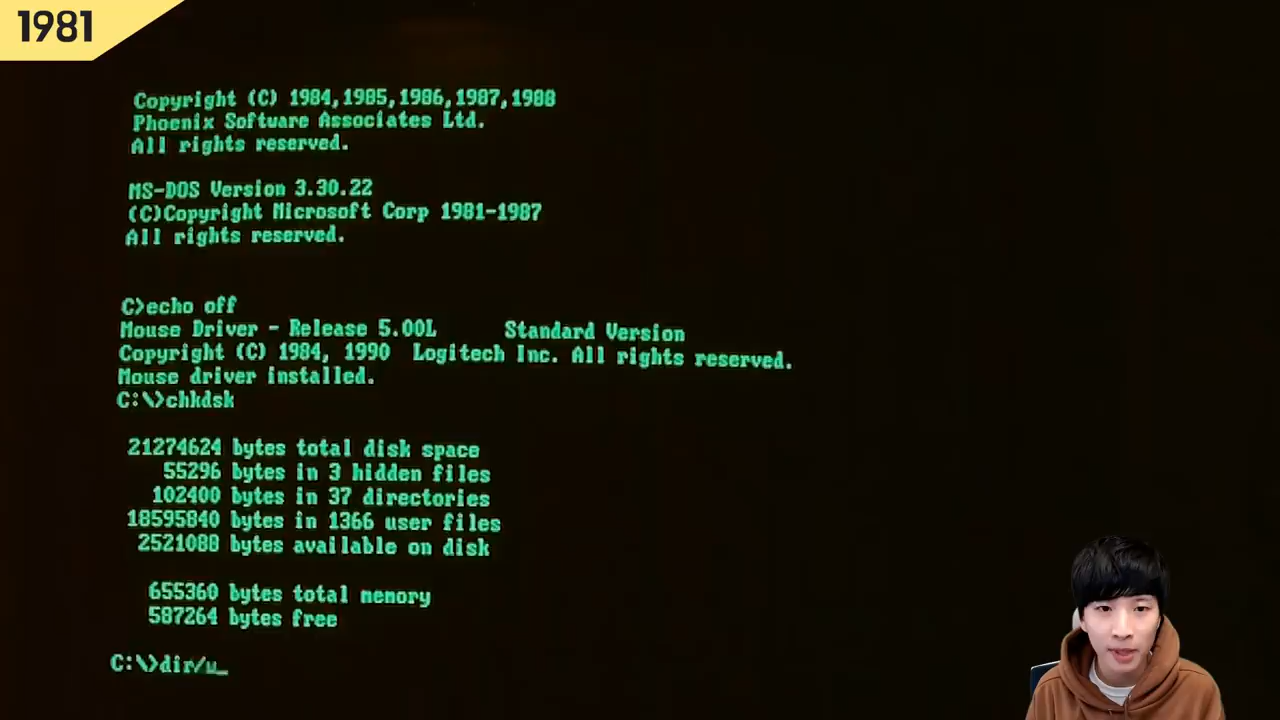 1981
Copyright (C) 1984,1985,1986,1987,1988
Phoenix Software Associates Ltd.
All rights reserved.
MS-DOS Version 3.30.22
(C)Copyright Microsoft Corp 1981-1987
All rights reserved.
C>echo off
Mouse Driver - Release 5.00L Standard Version
Copyright (C) 1984, 1990 Logitech Inc. All rights reserved.
Mouse driver installed.
C:\>chkdsk
21274624 bytes total disk space
55296 bytes in 3 hidden files
102400 bytes in 37 directories
18595840 bytes in 1366 user files
2521088 bytes available on disk
655360 bytes total memory
587264 bytes free
C:\>dir/w_